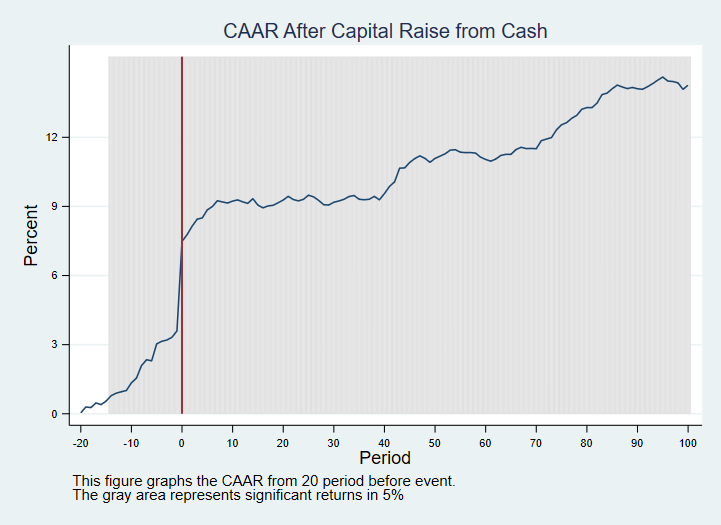 CAAR After Capital Raise from Cash
Percent
12
9
6
3
0
-20 -10 0 10 20 30 40 50 60 70 80 90 100
Period
This figure graphs the CAAR from 20 period before event.
The gray area represents significant returns in 5%